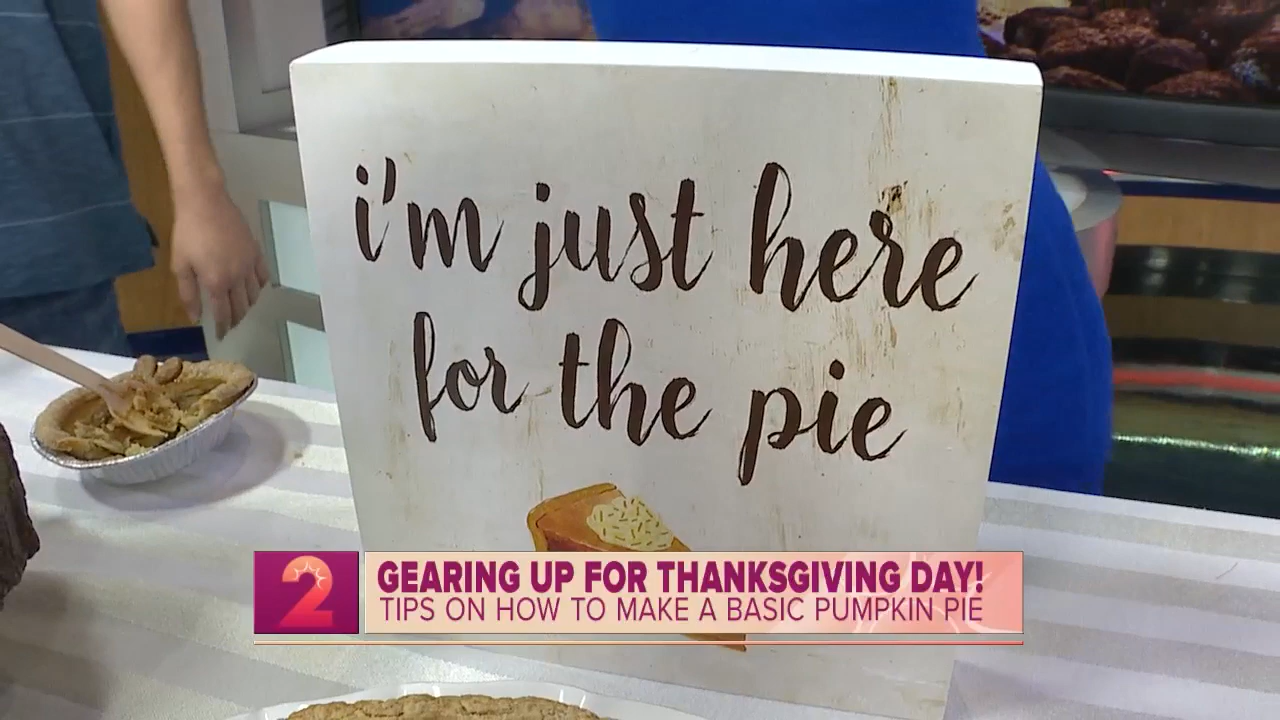 i'm just here
for the pie
2
GEARING UP FOR THANKSGIVING DAY!
TIPS ON HOW TO MAKE A BASIC PUMPKIN PIE